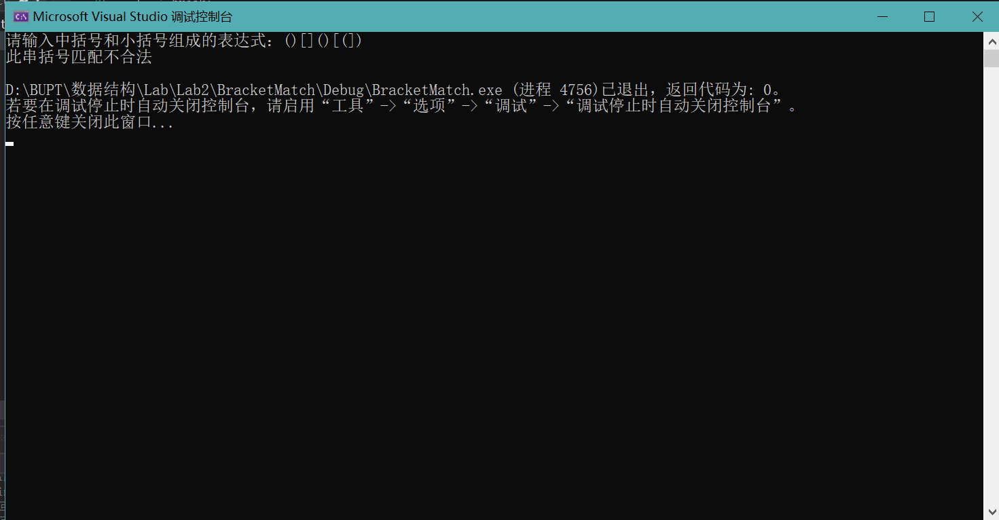 Microsoft Visual Studio 调试控制台
请输入中括号和小括号组成的表达式：()[]()[(])
此串括号匹配不合法
D:\BUPT\数据结构\Lab\Lab2\BracketMatch\Debug\BracketMatch.exe (进程 4756)已退出，返回代码为: 0。
若要在调试停止时自动关闭控制台，请启用“工具”->“选项”->“调试”->“调试停止时自动关闭控制台”。
按任意键关闭此窗口...